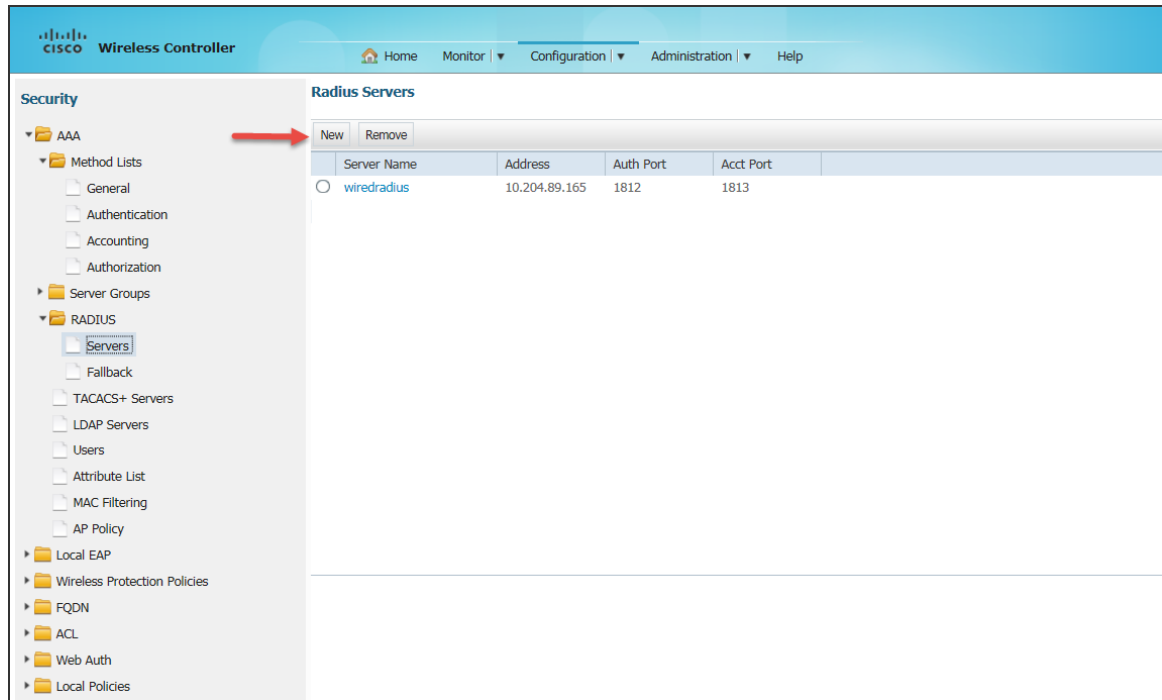 CISCO Wireless Controller
Home Monitor Configuration Administration Help
Security
AAA
Method Lists
General
Authentication
Accounting
Authorization
Server Groups
RADIUS
Servers
Fallback
TACACS+ Servers
LDAP Servers
Users
Attribute List
MAC Filtering
AP Policy
Local EAP
Wireless Protection Policies
FQDN
ACL
Web Auth
Local Policies
Radius Servers
New Remove
Server Name Address Auth Port Acct Port
wiredradius 10.204.89.165 1812 1813